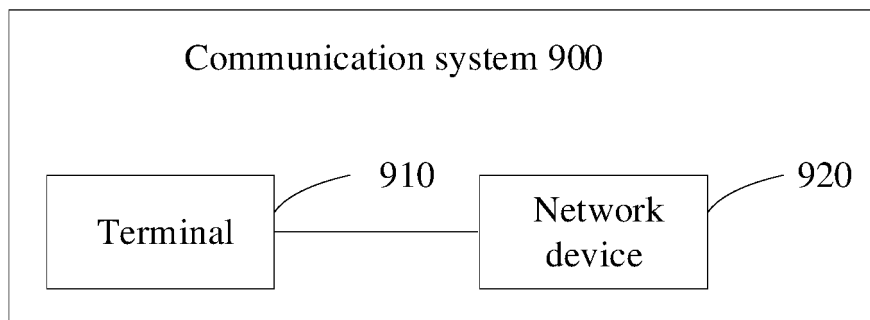 Communication system 900
910
920
Terminal
Network
device